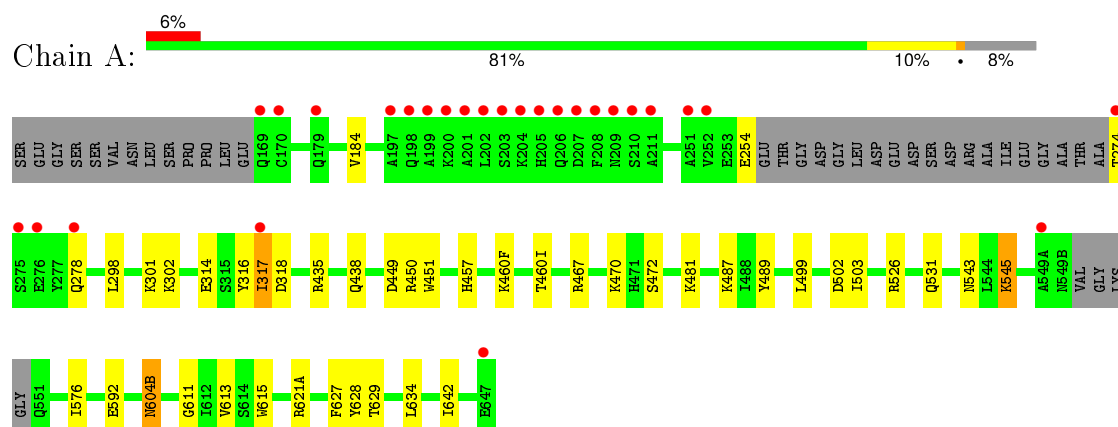 6%
Chain A:
81%
10%
•
8%
SER GLU GLY SER SER VAL ASN LEU SER PRO PRO LEU GLU Q169 C170 Q179 V184 A197 Q198 A199 N200 A201 L202 S203 K204 H205 Q206 D207 F208 N209 S210 A211 A251 V252 E253 E254 GLU THR GLY ASP GLY LEU ASP GLU ASP SER ASP ARG ALA ILE GLU GLY ALA THR ALA T274
S275 E276 Y277 Q278 L298 K301 K302 E314 S315 Y316 I317 D318 R435 Q438 D449 R450 W451 H457 K460F T460I R467 K470 H471 S472 K481 K487 I488 Y489 L499 D502 I503 R526 Q531 N543 L544 K545 A549A N549B VAL GLY LYS
GLY Q551 I576 E592 N604B G611 I612 V613 S614 W615 R621A F627 Y628 T629 L634 I642 E647